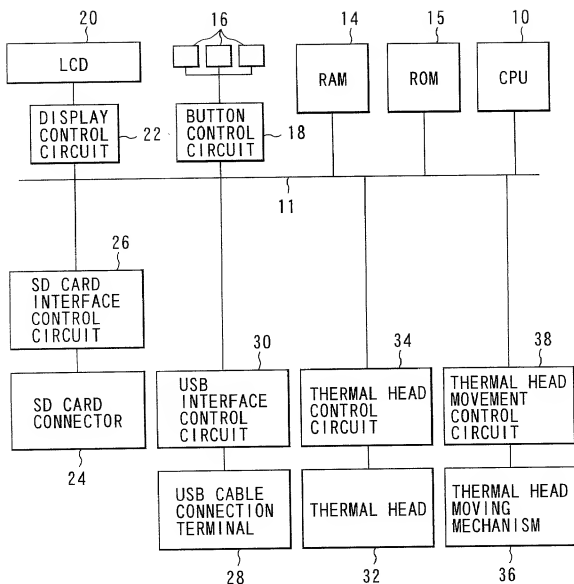 20
16
14
15
10
LCD
RAM
ROM
CPU
DISPLAY
CONTROL
CIRCUIT
22
BUTTON
CONTROL
CIRCUIT
18
11
26
SD CARD
INTERFACE
CONTROL
CIRCUIT
30
34
38
SD CARD
CONNECTOR
24
USB
INTERFACE
CONTROL
CIRCUIT
THERMAL HEAD
CONTROL
CIRCUIT
THERMAL HEAD
MOVEMENT
CONTROL
CIRCUIT
USB CABLE
CONNECTION
TERMINAL
THERMAL HEAD
THERMAL HEAD
MOVING
MECHANISM
28
32
36